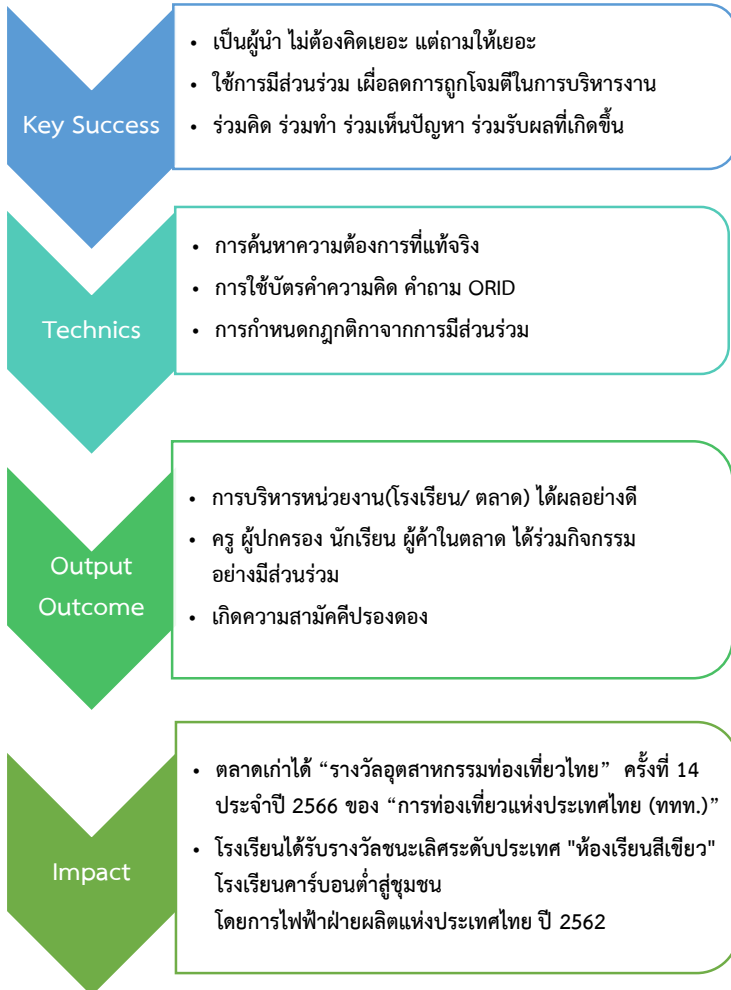 Key Success
• เป็นผู้นำ ไม่ต้องคิดเยอะ แต่ถามให้เยอะ
• ใช้การมีส่วนร่วม เผื่อลดการถูกโจมตีในการบริหารงาน
• ร่วมคิด ร่วมทำ ร่วมเห็นปัญหา ร่วมรับผลที่เกิดขึ้น
Technics
• การค้นหาความต้องการที่แท้จริง
• การใช้บัตรคำความคิด คำถาม ORID
• การกำหนดกฎกติกาจากการมีส่วนร่วม
Output
Outcome
• การบริหารหน่วยงาน(โรงเรียน/ ตลาด) ได้ผลอย่างดี
• ครู ผู้ปกครอง นักเรียน ผู้ค้าในตลาด ได้ร่วมกิจกรรม
อย่างมีส่วนร่วม
• เกิดความสามัคคีปรองดอง
Impact
• ตลาดเก่าได้ “รางวัลอุตสาหกรรมท่องเที่ยวไทย” ครั้งที่ 14
ประจำปี 2566 ของ “การท่องเที่ยวแห่งประเทศไทย (ททท.)”
• โรงเรียนได้รับรางวัลชนะเลิศระดับประเทศ "ห้องเรียนสีเขียว"
โรงเรียนคาร์บอนต่ำสู่ชุมชน
โดยการไฟฟ้าฝ่ายผลิตแห่งประเทศไทย ปี 2562